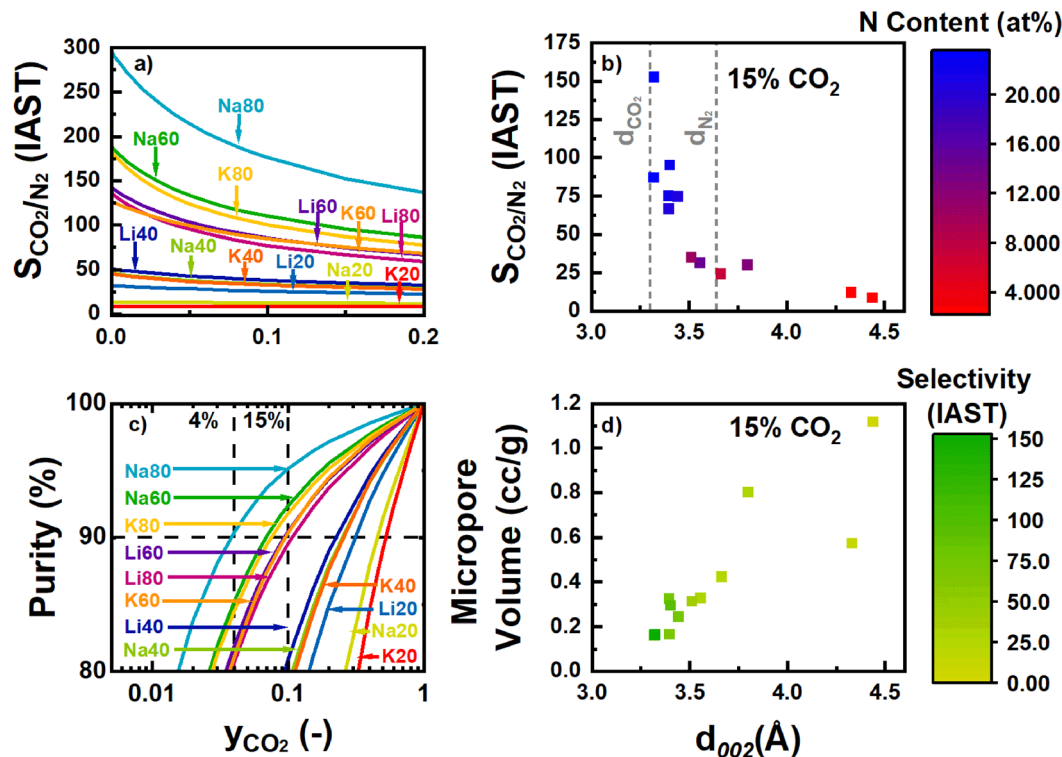 a)
S_CO₂/N₂ (IAST)
300
250
200
150
100
50
0
Na80
Na60
K80
Li60
K60
Li80
Li40
Na40
K40
Li20
Na20
K20
0.0
0.1
0.2
b)
15% CO₂
S_CO₂/N₂ (IAST)
175
150
125
100
75
50
25
0
d_CO₂
d_N₂
3.0
3.5
4.0
4.5
N Content (at%)
20.00
16.00
12.00
8.000
4.000
c)
4%
15%
Purity (%)
100
90
80
Na80
Na60
K80
Li60
Li80
K60
Li40
Na40
K40
Li20
Na20
K20
0.01
0.1
1
y_CO₂ (-)
d)
15% CO₂
Micropore
Volume (cc/g)
1.2
1.0
0.8
0.6
0.4
0.2
0.0
3.0
3.5
4.0
4.5
d₀₀₂(Å)
Selectivity
(IAST)
150
125
100
75.0
50.0
25.0
0.00